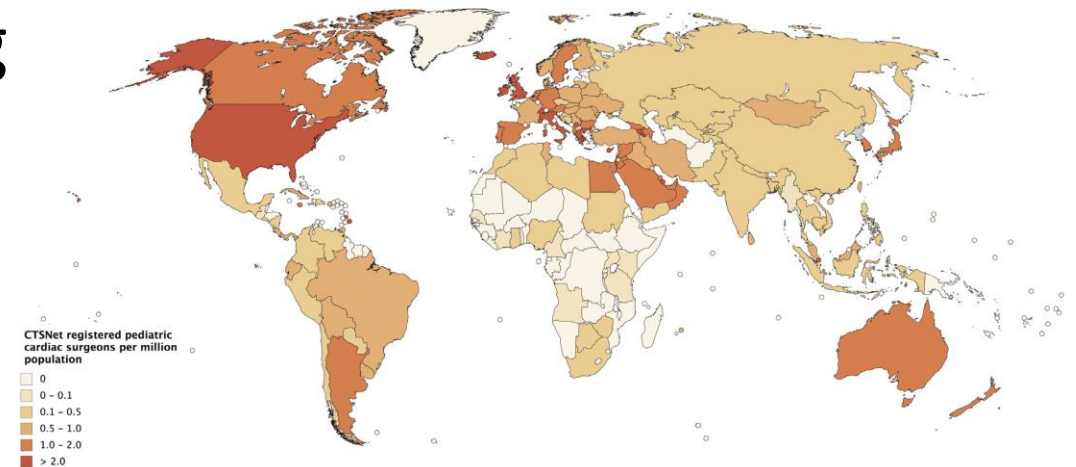 g
CTSNet registered pediatric
cardiac surgeons per million
population
0
0 - 0.1
0.1 - 0.5
0.5 - 1.0
1.0 - 2.0
> 2.0